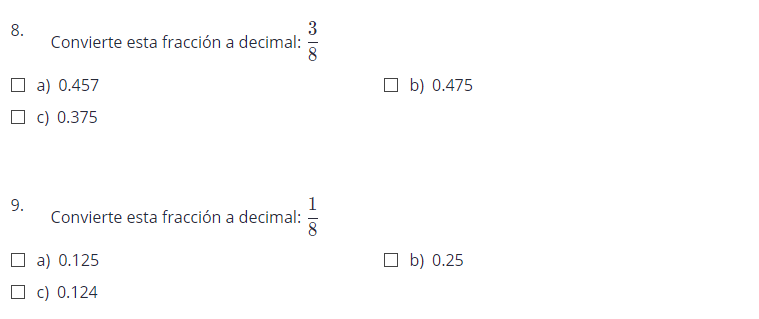 8. Convierte esta fracción a decimal: 3/8
a) 0.457 b) 0.475
c) 0.375
9. Convierte esta fracción a decimal: 1/8
a) 0.125 b) 0.25
c) 0.124